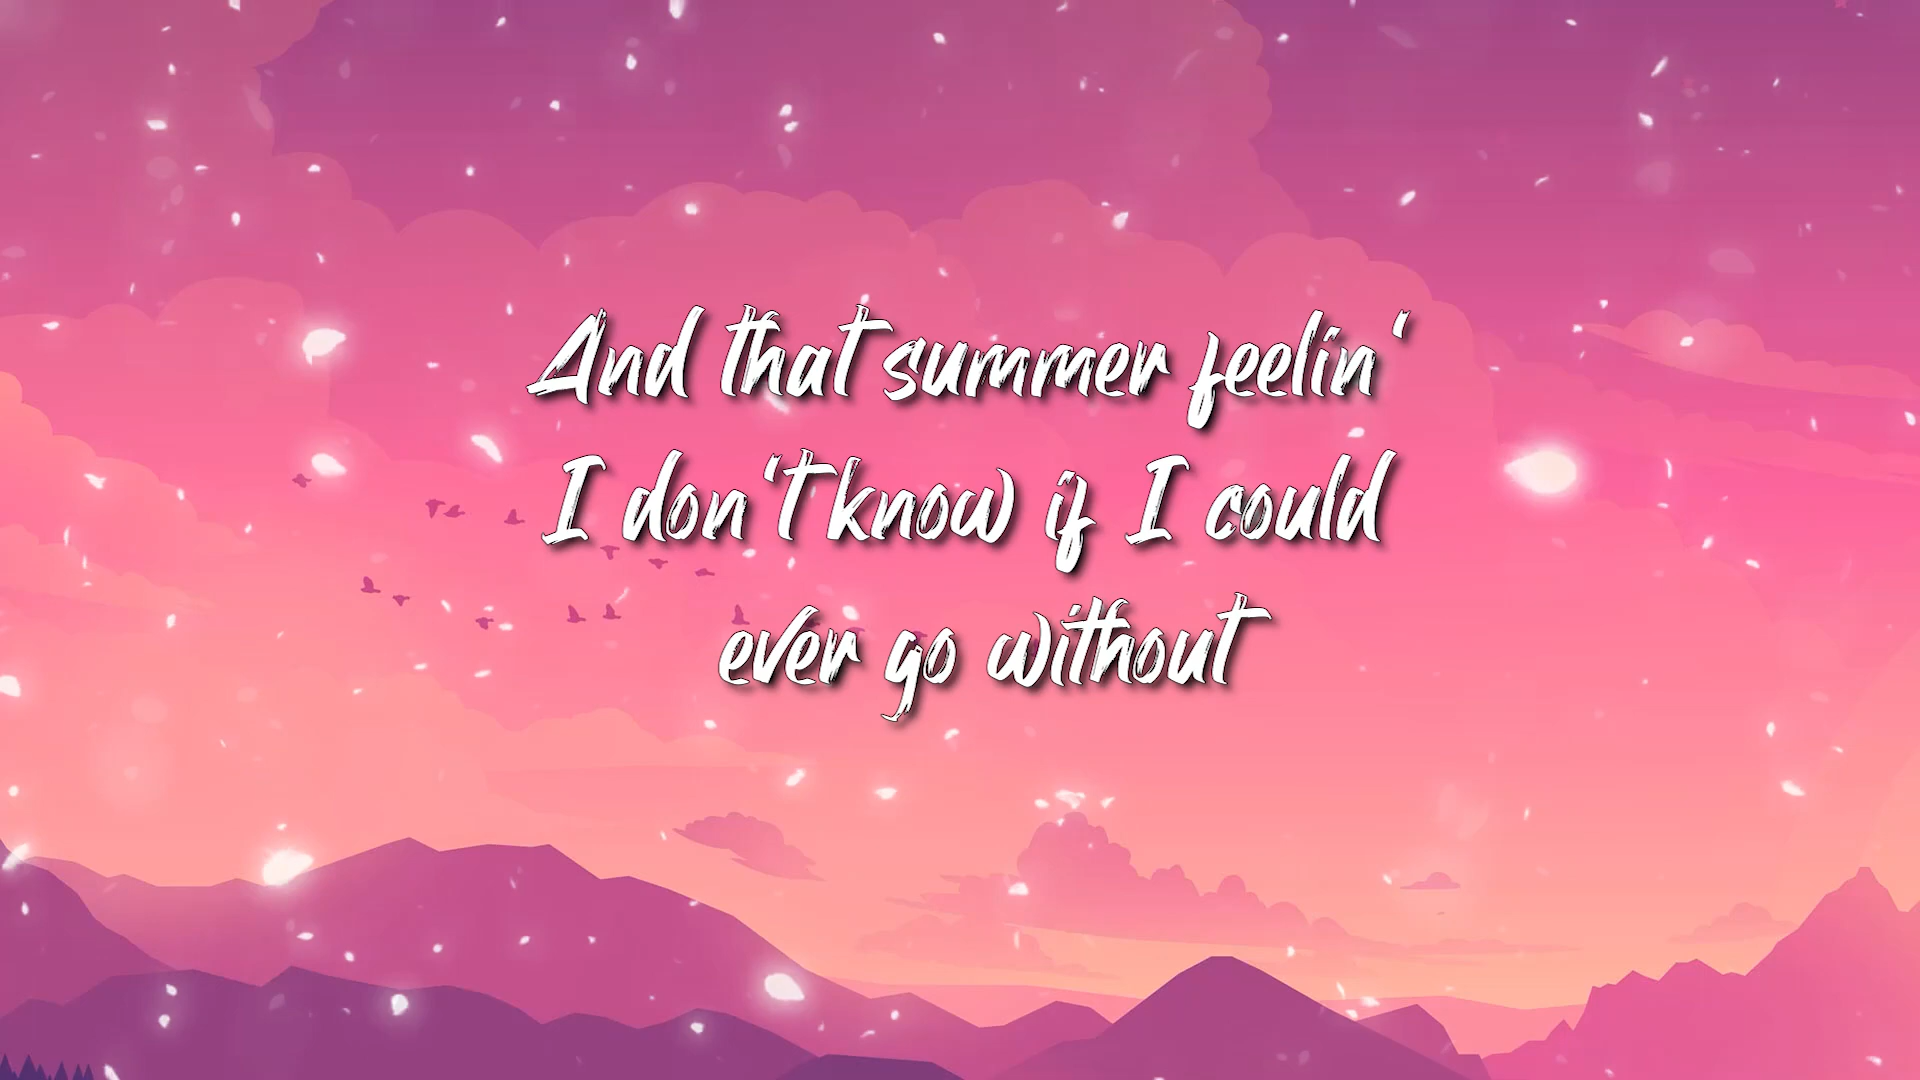 And that summer feelin‘
I don‘t know if I could
ever go without